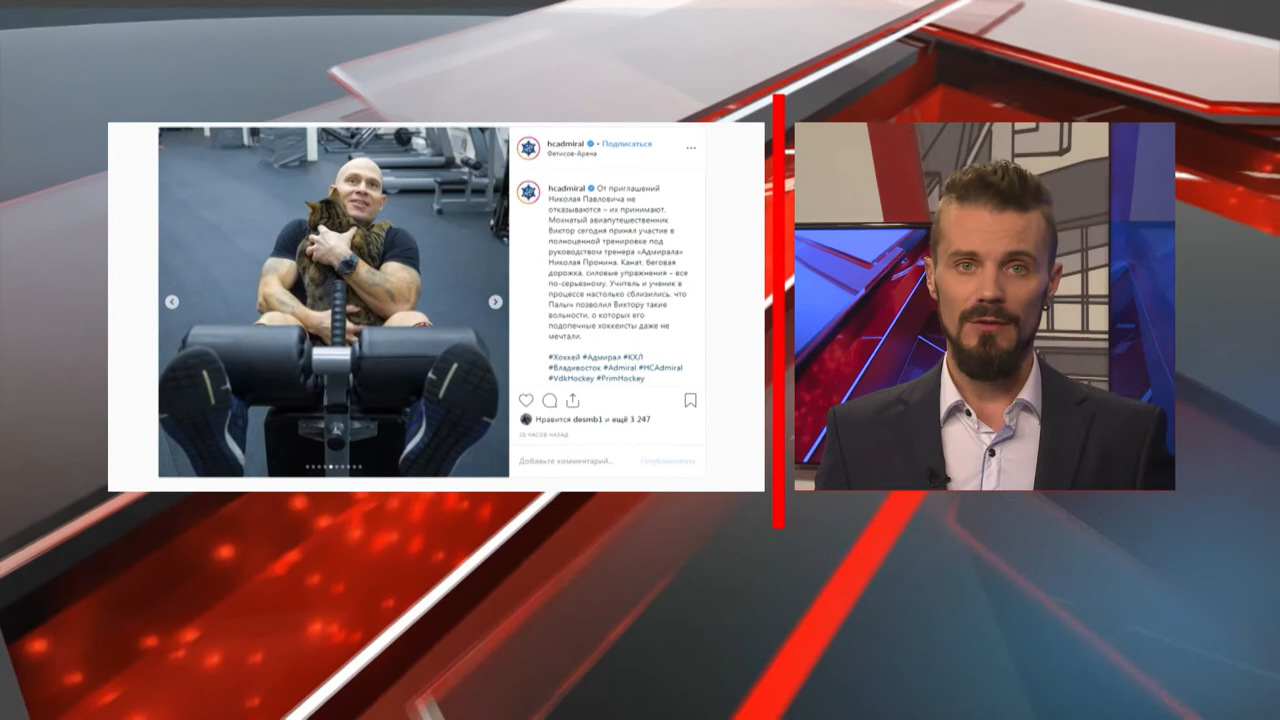 hcadmiral • Подписаться
Фетисов-Арена
hcadmiral От приглашений
Николая Павловича не
отказываются – их принимают.
Мохнатый авиапутешественник
Виктор сегодня принял участие в
полноценной тренировке под
руководством тренера «Адмирала»
Николая Пронина. Канат, беговая
дорожка, силовые упражнения – все
по-серьезному. Учитель и ученик в
процессе настолько сблизились, что
Палыч позволил Виктору такие
вольности, о которых его
подопечные хоккеисты даже не
мечтали.
#Хоккей #Адмирал #КХЛ
#Владивосток #Admiral #HCAdmiral
#VdkHockey #PrimHockey
Нравится desmb1 и ещё 3 247
Добавьте комментарий...
Опубликовать